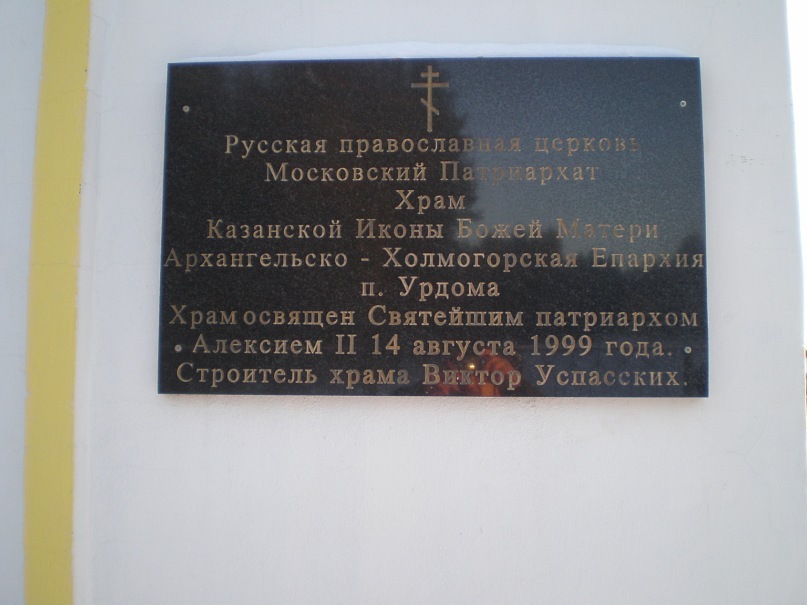 Русская православная церковь
Московский Патриархат
Храм
Казанской Иконы Божей Матери
Архангельско - Холмогорская Епархия
п. Урдома
Храм освящен Святейшим патриархом
Алексием II 14 августа 1999 года.
Строитель храма Виктор Успасских.